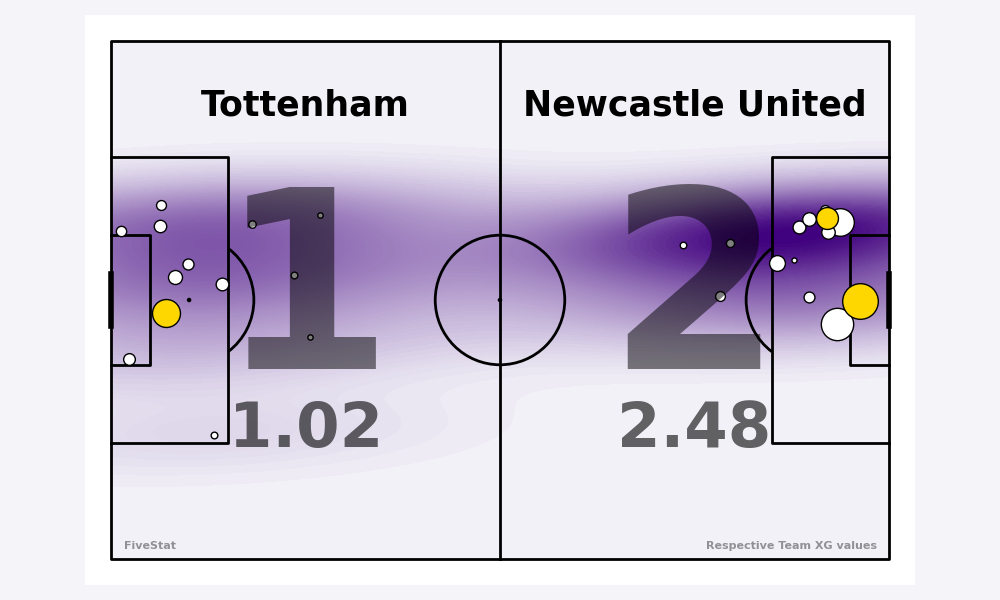 Tottenham
Newcastle United
1
2
1.02
2.48
FiveStat
Respective Team XG values